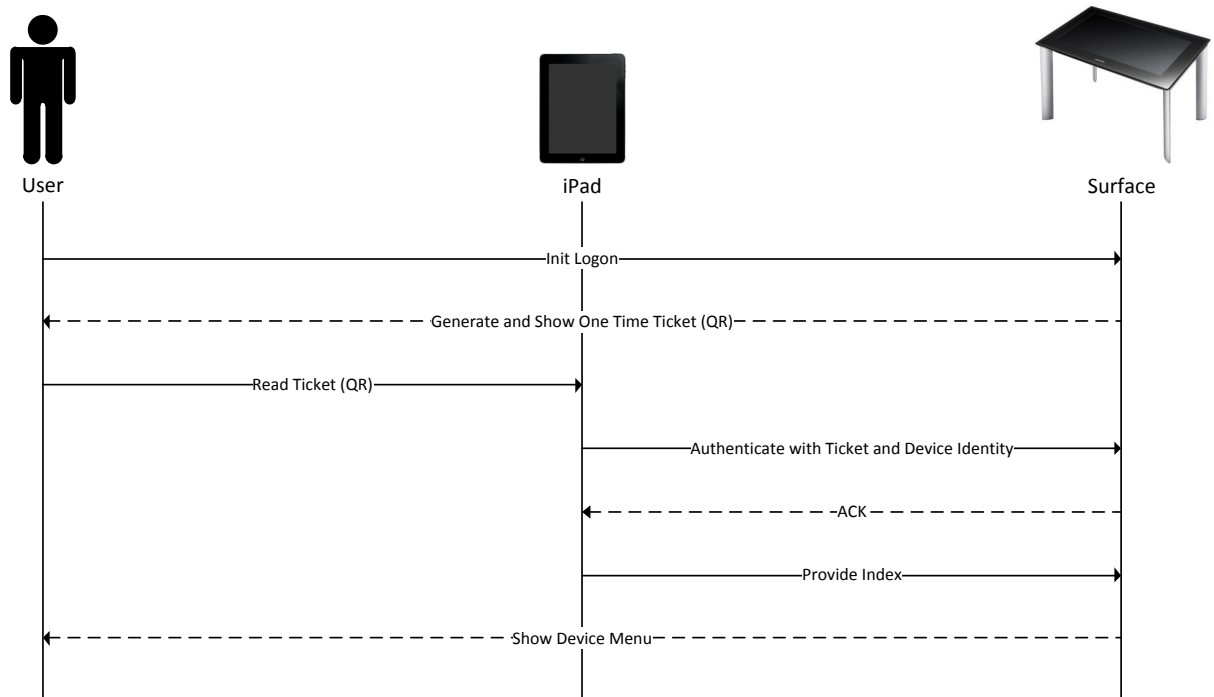 User
iPad
Surface
Init Logon
Generate and Show One Time Ticket (QR)
Read Ticket (QR)
Authenticate with Ticket and Device Identity
ACK
Provide Index
Show Device Menu